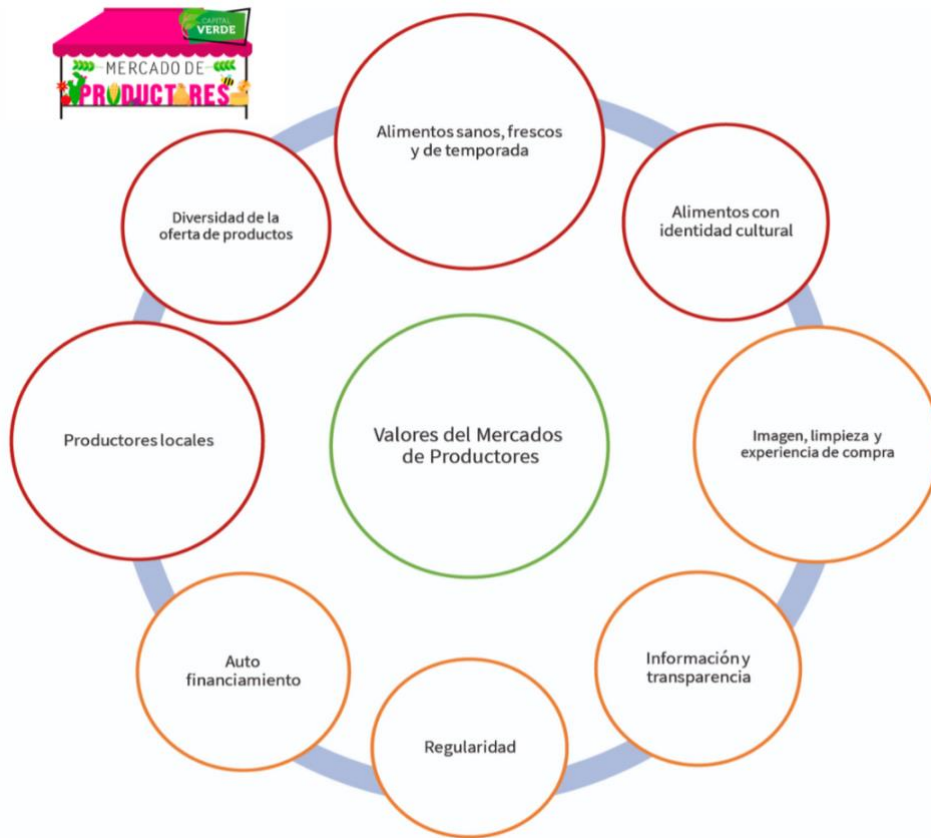 CAPITAL
VERDE
MERCADO DE
PRODUCTORES
Alimentos sanos, frescos
y de temporada
Alimentos con
identidad cultural
Imagen, limpieza y
experiencia de compra
Información y
transparencia
Regularidad
Auto
financiamiento
Productores locales
Diversidad de la
oferta de productos
Valores del Mercados
de Productores